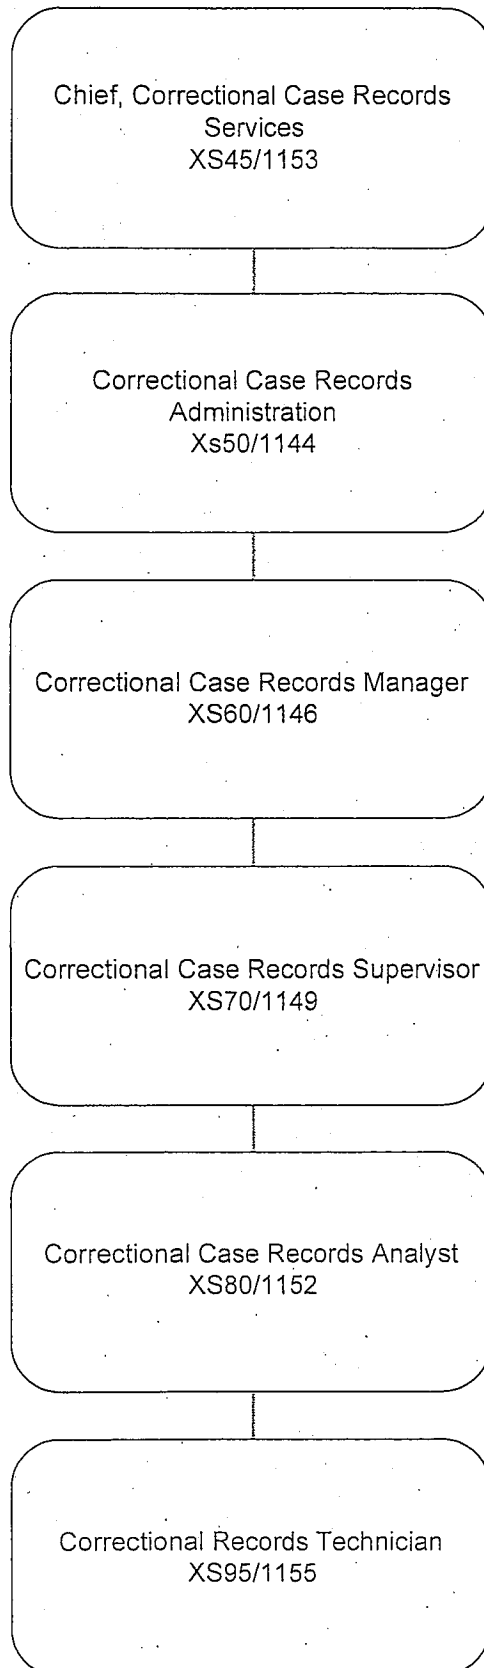 Chief, Correctional Case Records
Services
XS45/1153
Correctional Case Records
Administration
Xs50/1144
Correctional Case Records Manager
XS60/1146
Correctional Case Records Supervisor
XS70/1149
Correctional Case Records Analyst
XS80/1152
Correctional Records Technician
XS95/1155